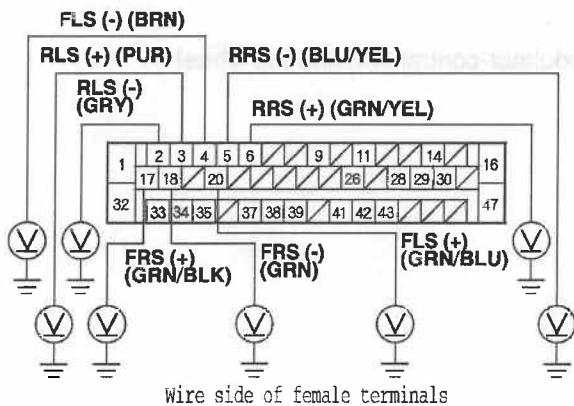 FLS (-) (BRN)
RLS (+) (PUR)
RRS (-) (BLU/YEL)
RLS (-)
(GRY)
RRS (+) (GRN/YEL)
1 2 3 4 5 6 9 11 14 16
17 18 20 26 28 29 30
32 33 34 35 37 38 39 41 42 43 47
FRS (+)
(GRN/BLK)
FRS (-)
(GRN)
FLS (+)
(GRN/BLU)
V V V V
V V V V
Wire side of female terminals